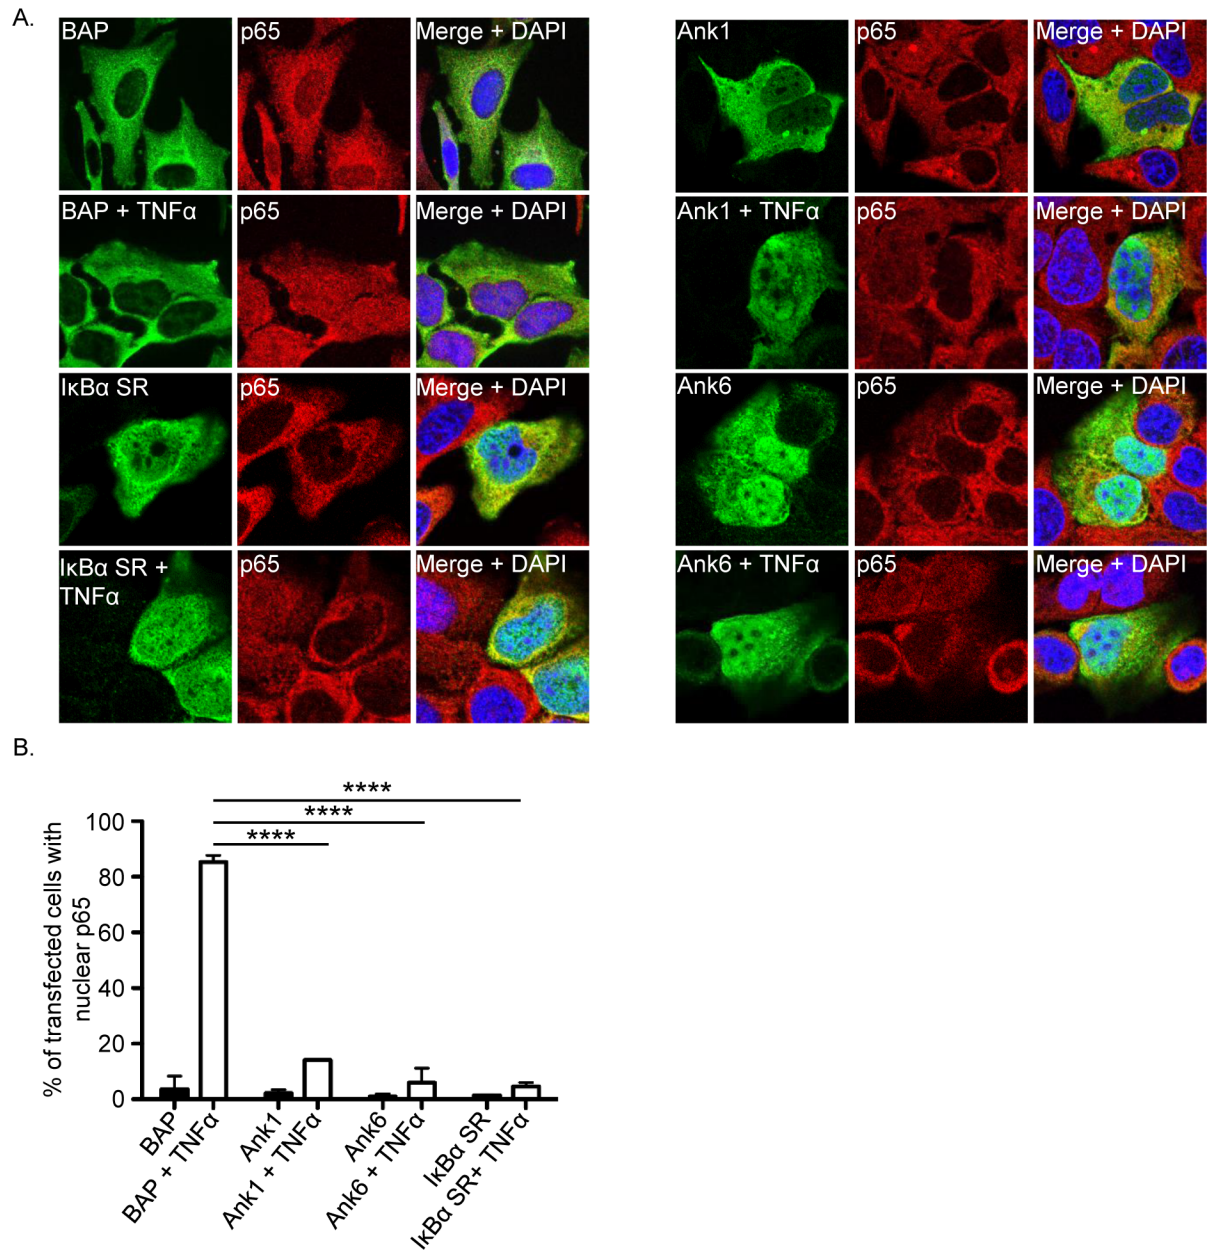 A.
BAP p65 Merge + DAPI Ank1 p65 Merge + DAPI
BAP + TNFα p65 Merge + DAPI Ank1 + TNFα p65 Merge + DAPI
IκBα SR p65 Merge + DAPI Ank6 p65 Merge + DAPI
IκBα SR +
TNFα p65 Merge + DAPI Ank6 + TNFα p65 Merge + DAPI
B.
% of transfected cells with
nuclear p65
100
80
60
40
20
0
****
****
****
BAP
BAP + TNFα
Ank1
Ank1 + TNFα
Ank6
Ank6 + TNFα
IκBα SR
IκBα SR+ TNFα